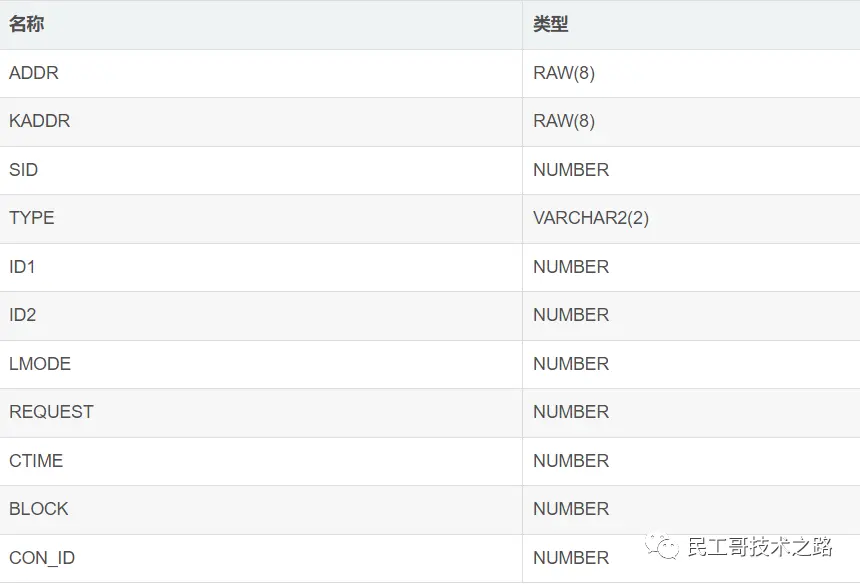 名称 类型
ADDR RAW(8)
KADDR RAW(8)
SID NUMBER
TYPE VARCHAR2(2)
ID1 NUMBER
ID2 NUMBER
LMODE NUMBER
REQUEST NUMBER
CTIME NUMBER
BLOCK NUMBER
CON_ID NUMBER
民工哥技术之路